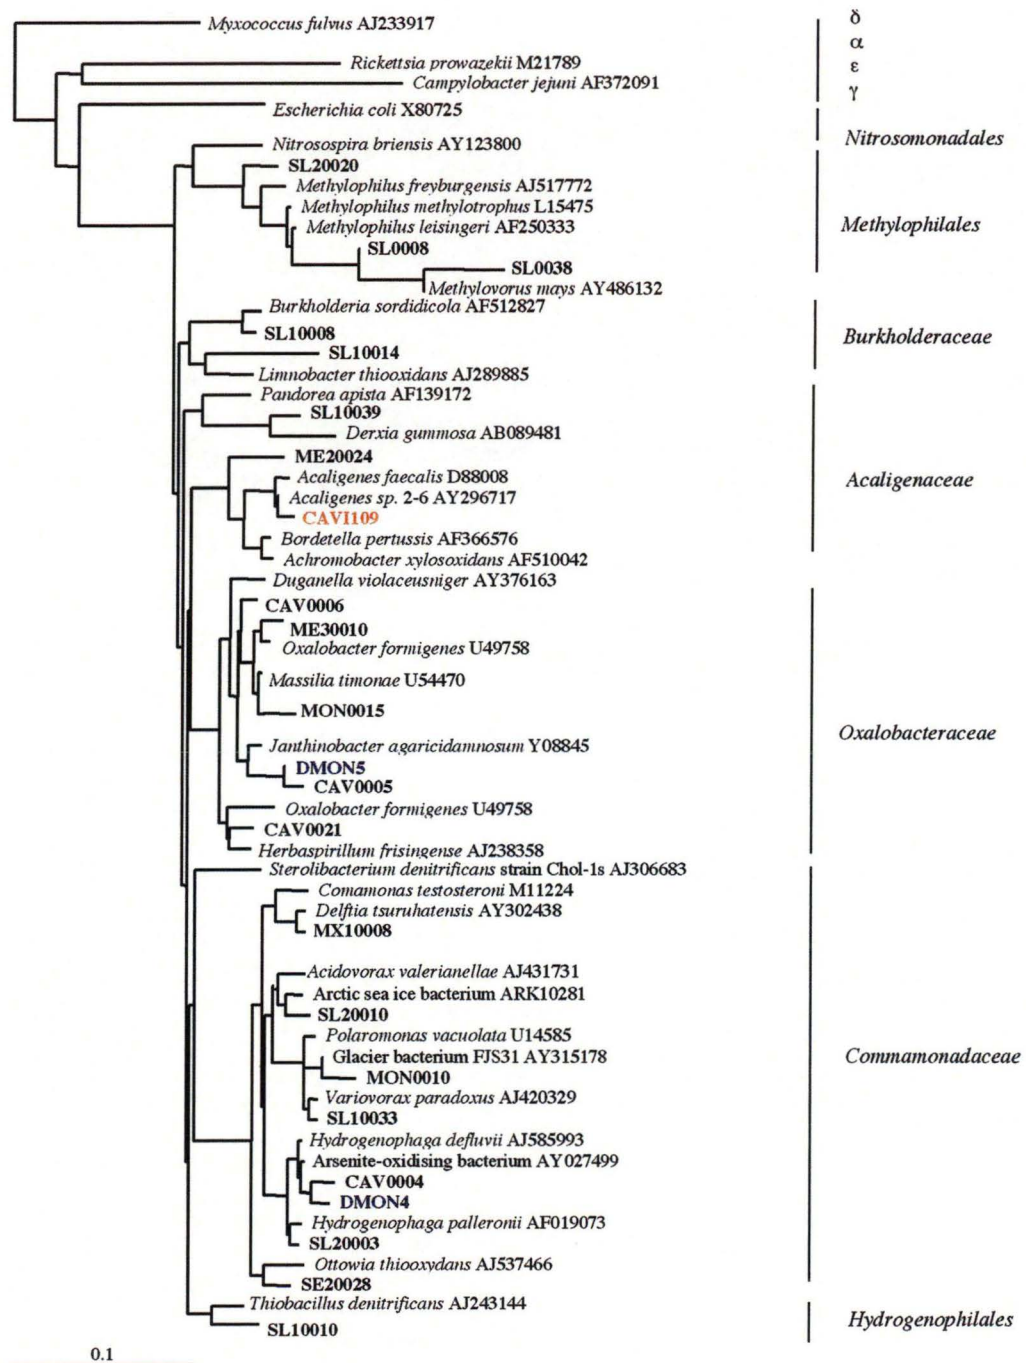 Myxococcus fulvus AJ233917
δ
α
Rickettsia prowazekii M21789
ε
Campylobacter jejuni AF372091
γ
Escherichia coli X80725
Nitrosomonadales
Nitrosospira briensis AY123800
SL20020
Methylophilus freyburgensis AJ517772
Methylophilus methylotrophus L15475
Methylophilus leisingeri AF250333
Methylophilales
SL0008
SL0038
Methylovorus mays AY486132
Burkholderia sordidicola AF512827
SL10008
Burkholderaceae
SL10014
Limnobacter thiooxidans AJ289885
Pandorea apista AF139172
SL10039
Derxia gummosa AB089481
ME20024
Acaligenes faecalis D88008
Acaligenaceae
Acaligenes sp. 2-6 AY296717
CAVI109
Bordetella pertussis AF366576
Achromobacter xylosoxidans AF510042
Duganella violaceusniger AY376163
CAV0006
ME30010
Oxalobacter formigenes U49758
Massilia timonae U54470
MON0015
Oxalobacteraceae
Janthinobacter agaricidamnosum Y08845
DMON5
CAV0005
Oxalobacter formigenes U49758
CAV0021
Herbaspirillum frisingense AJ238358
Sterolibacterium denitrificans strain Chol-1s AJ306683
Comamonas testosteroni M11224
Delftia tsuruhatensis AY302438
MX10008
Acidovorax valerianellae AJ431731
Arctic sea ice bacterium ARK10281
SL20010
Polaromonas vacuolata U14585
Glacier bacterium FJS31 AY315178
Commamonadaceae
MON0010
Variovorax paradoxus AJ420329
SL10033
Hydrogenophaga defluvii AJ585993
Arsenite-oxidising bacterium AY027499
CAV0004
DMON4
Hydrogenophaga palleronii AF019073
SL20003
Ottowia thiooxydans AJ537466
SE20028
Thiobacillus denitrificans AJ243144
Hydrogenophilales
SL10010
0.1